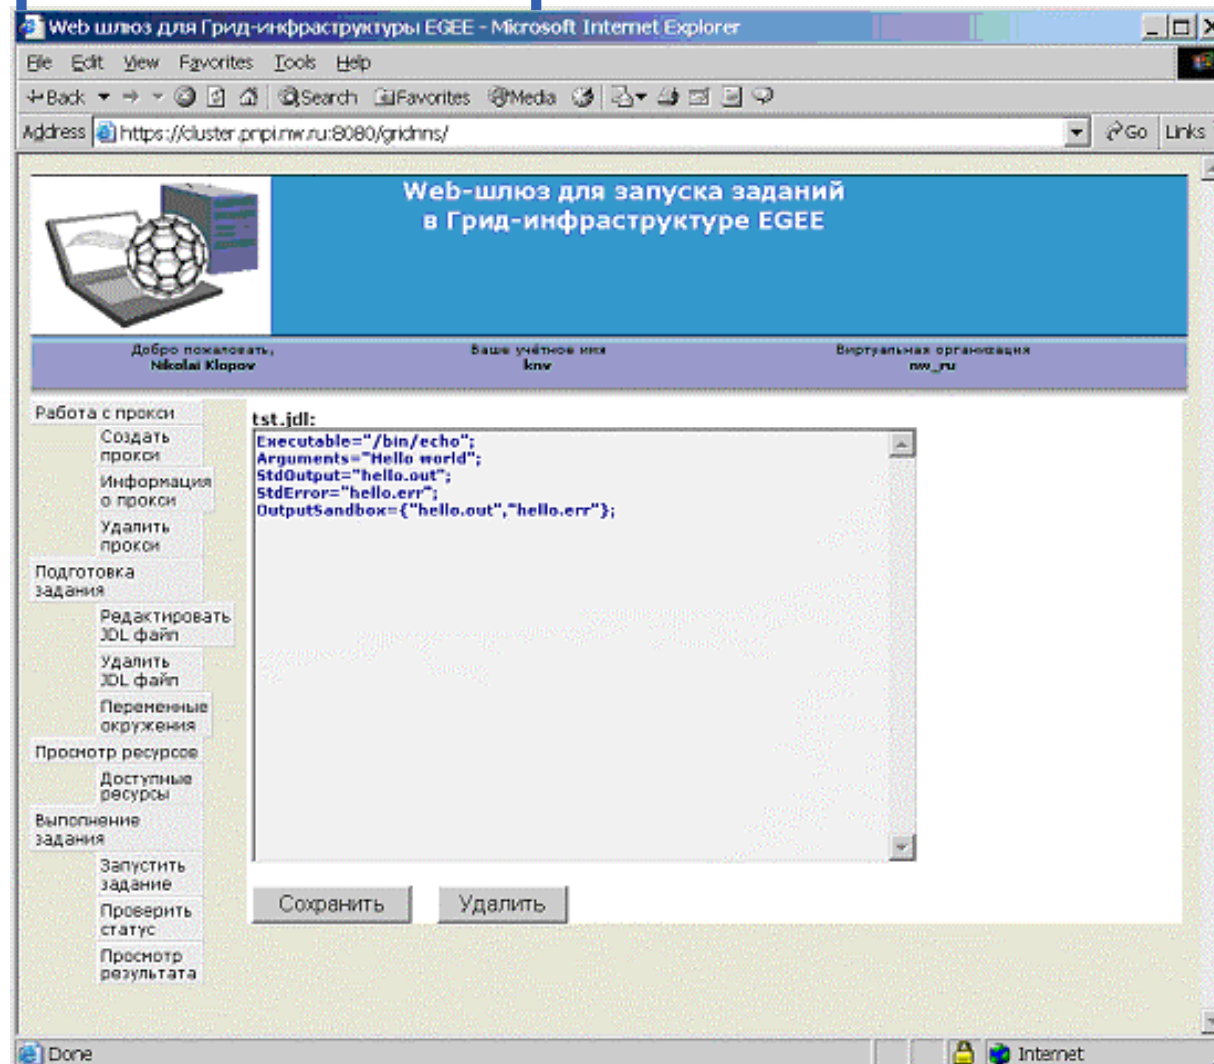 Web шлюз для Грид-инфраструктуры EGEE - Microsoft Internet Explorer
File Edit View Favorites Tools Help
Back Search Favorites Media
Address https://cluster.pnpi.nw.ru:8080/gridnns/ Go Links
Web-шлюз для запуска заданий
в Грид-инфраструктуре EGEE
Добро пожаловать, Ваше учётное имя Виртуальная организация
Nikolai Klopov knv nw_ru
Работа с прокси
Создать
прокси
Информация
о прокси
Удалить
прокси
Подготовка
задания
Редактировать
JDL файл
Удалить
JDL файл
Переменные
окружения
Просмотр ресурсов
Доступные
ресурсы
Выполнение
задания
Запустить
задание
Проверить
статус
Просмотр
результата
tst.jdl:
Executable="/bin/echo";
Arguments="Hello world";
StdOutput="hello.out";
StdError="hello.err";
OutputSandbox={"hello.out","hello.err"};
Сохранить Удалить
Done Internet